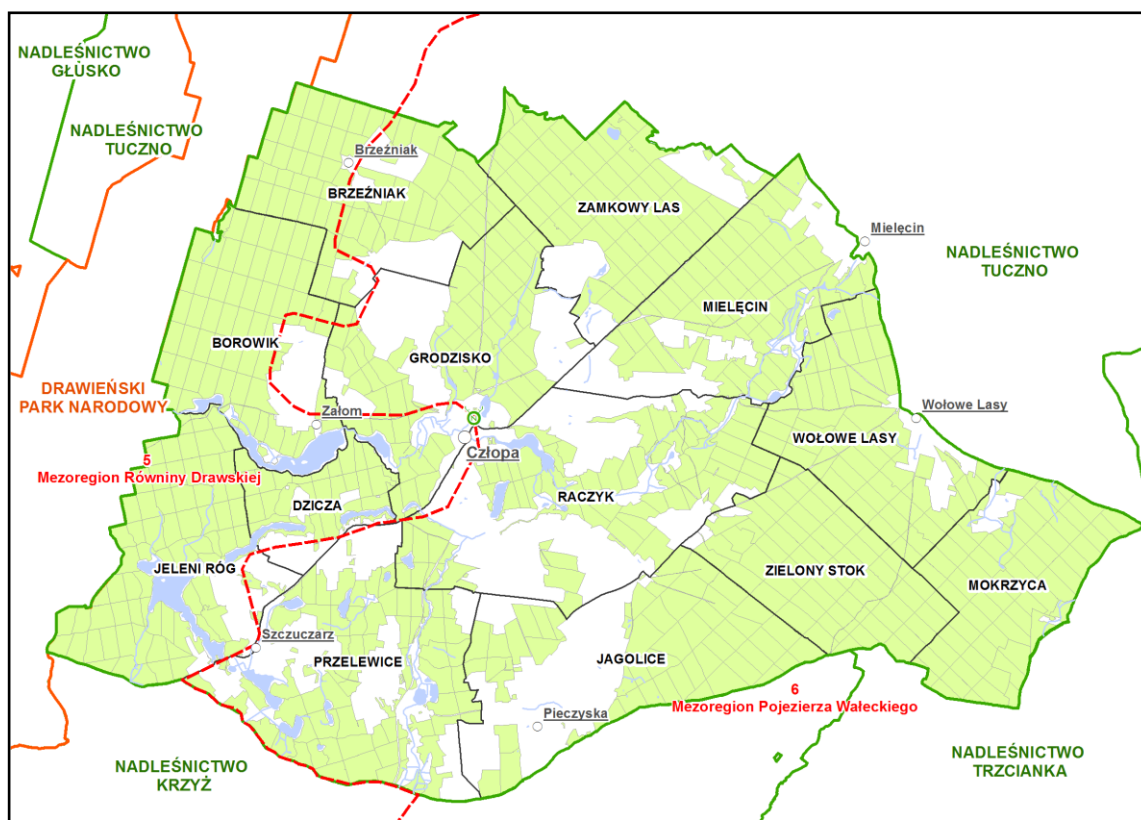 NADLEŚNICTWO
GŁUSKO
NADLEŚNICTWO
TUCZNO
Brzeźniak
BRZEŹNIAK
ZAMKOWY LAS
Mielęcin
NADLEŚNICTWO
TUCZNO
MIELĘCIN
BOROWIK
GRODZISKO
DRAWIEŃSKI
PARK NARODOWY
Załom
Wołowe Lasy
WOŁOWE LASY
Człopa
5
Mezoregion Równiny Drawskiej
DZICZA
RACZYK
JELENI RÓG
ZIELONY STOK
MOKRZYCA
Szczuczarz
PRZELEWICE
JAGOLICE
6
Mezoregion Pojezierza Wałeckiego
Pieczyska
NADLEŚNICTWO
KRZYŻ
NADLEŚNICTWO
TRZCIANKA